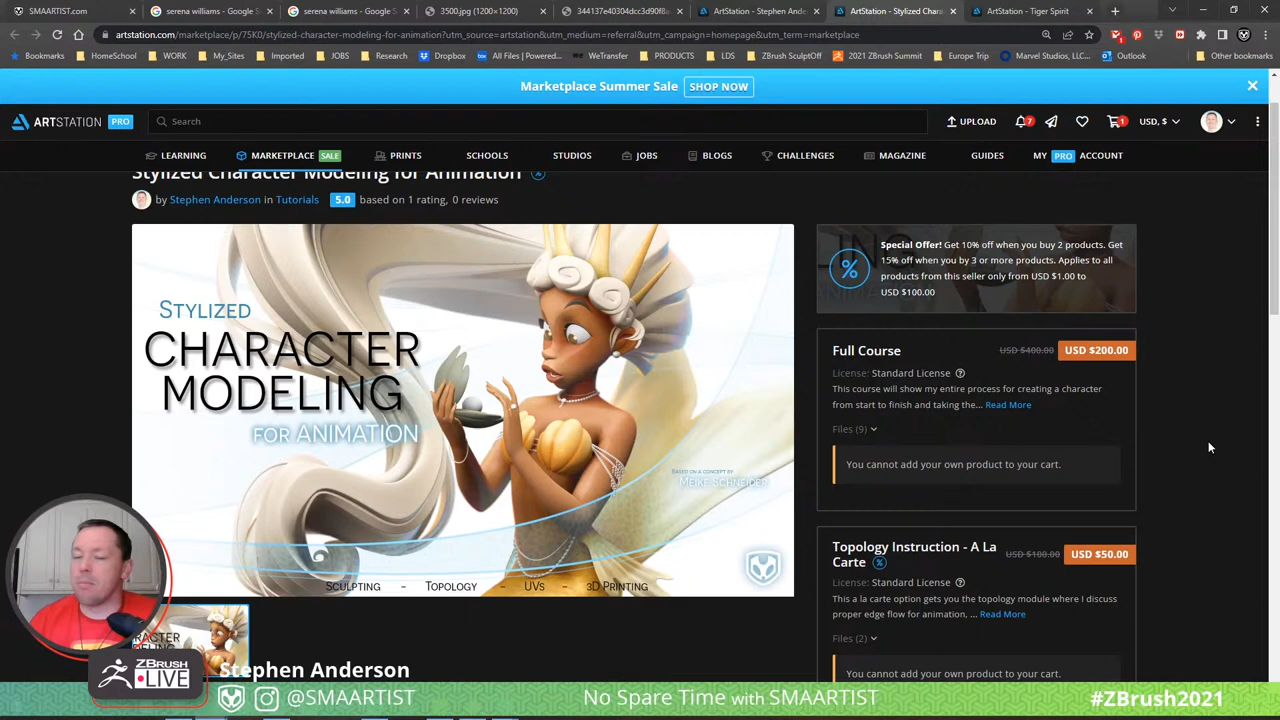 SMAARTIST.com
serena williams - Google S
serena williams - Google S
3500.jpg (1200×1200)
344137e40304dcc3d90f8a
ArtStation - Stephen Ande
ArtStation - Stylized Chara
ArtStation - Tiger Spirit
artstation.com/marketplace/p/75K0/stylized-character-modeling-for-animation?utm_source=artstation&utm_medium=referral&utm_campaign=homepage&utm_term=marketplace
Bookmarks HomeSchool WORK My_Sites Imported JOBS Research Dropbox All Files | Powered... WeTransfer PRODUCTS LDS ZBrush SculptOff 2021 ZBrush Summit Europe Trip Marvel Studios, LLC... Outlook Other bookmarks
Marketplace Summer Sale SHOP NOW
ARTSTATION PRO Search UPLOAD 7 1 USD, $
LEARNING MARKETPLACE SALE PRINTS SCHOOLS STUDIOS JOBS BLOGS CHALLENGES MAGAZINE GUIDES MY PRO ACCOUNT
Stylized Character Modeling for Animation
by Stephen Anderson in Tutorials 5.0 based on 1 rating, 0 reviews
STYLIZED
CHARACTER
MODELING
FOR ANIMATION
BASED ON A CONCEPT BY
MEIKE SCHNEIDER
SCULPTING - TOPOLOGY - UVS - 3D PRINTING
Special Offer! Get 10% off when you buy 2 products. Get
15% off when you by 3 or more products. Applies to all
products from this seller only from USD $1.00 to
USD $100.00
Full Course USD $400.00 USD $200.00
License: Standard License
This course will show my entire process for creating a character
from start to finish and taking the... Read More
Files (9)
You cannot add your own product to your cart.
Topology Instruction - A La
Carte USD $100.00 USD $50.00
License: Standard License
This a la carte option gets you the topology module where I discuss
proper edge flow for animation, ... Read More
Files (2)
You cannot add your own product to your cart.
RACTER
ELING
ZBRUSH
LIVE
Stephen Anderson
@SMAARTIST
No Spare Time with SMAARTIST
#ZBrush2021